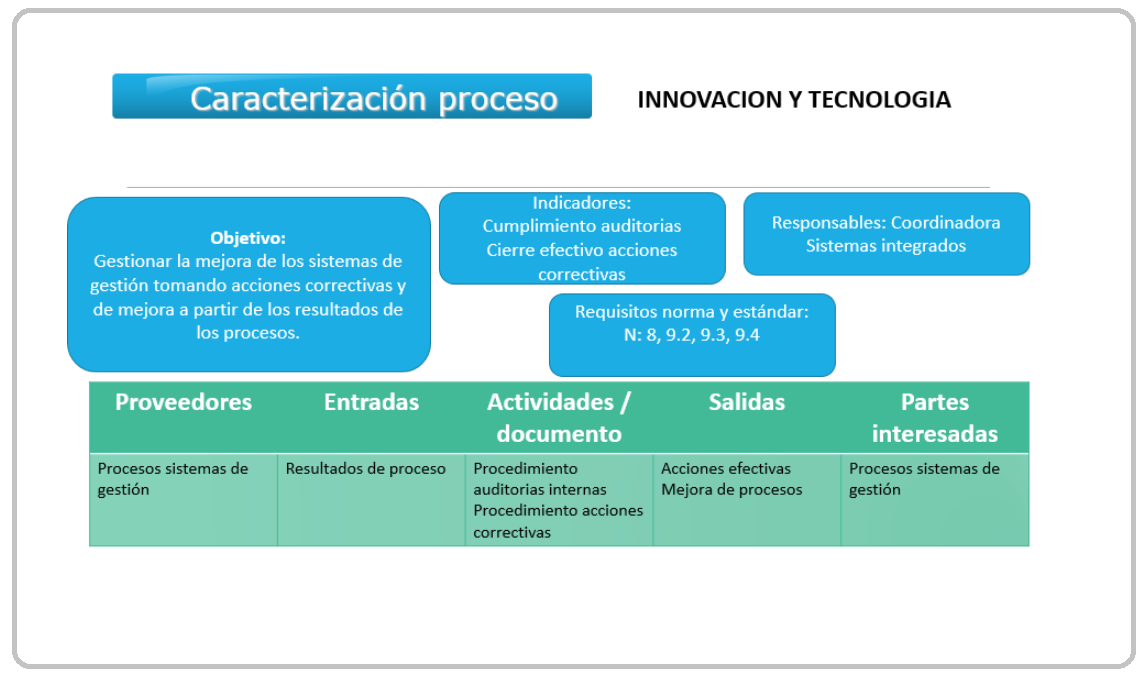 Caracterización proceso
INNOVACION Y TECNOLOGIA
Objetivo:
Gestionar la mejora de los sistemas de
gestión tomando acciones correctivas y
de mejora a partir de los resultados de
los procesos.
Indicadores:
Cumplimiento auditorias
Cierre efectivo acciones
correctivas
Responsables: Coordinadora
Sistemas integrados
Requisitos norma y estándar:
N: 8, 9.2, 9.3, 9.4
Proveedores
Entradas
Actividades /
documento
Salidas
Partes
interesadas
Procesos sistemas de
gestión
Resultados de proceso
Procedimiento
auditorias internas
Procedimiento acciones
correctivas
Acciones efectivas
Mejora de procesos
Procesos sistemas de
gestión